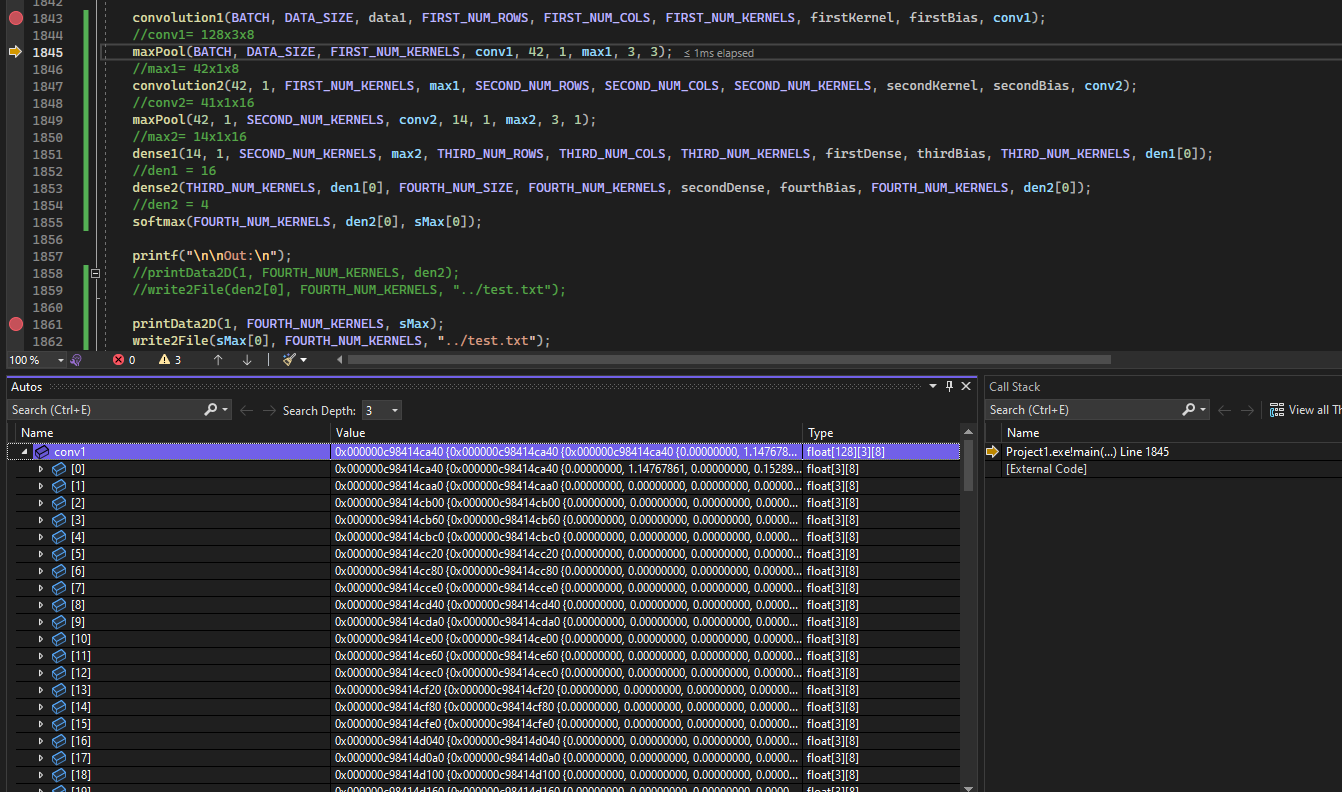 1842
1843 convolution1(BATCH, DATA_SIZE, data1, FIRST_NUM_ROWS, FIRST_NUM_COLS, FIRST_NUM_KERNELS, firstKernel, firstBias, conv1);
1844 //conv1= 128x3x8
1845 maxPool(BATCH, DATA_SIZE, FIRST_NUM_KERNELS, conv1, 42, 1, max1, 3, 3); ≤ 1ms elapsed
1846 //max1= 42x1x8
1847 convolution2(42, 1, FIRST_NUM_KERNELS, max1, SECOND_NUM_ROWS, SECOND_NUM_COLS, SECOND_NUM_KERNELS, secondKernel, secondBias, conv2);
1848 //conv2= 41x1x16
1849 maxPool(42, 1, SECOND_NUM_KERNELS, conv2, 14, 1, max2, 3, 1);
1850 //max2= 14x1x16
1851 dense1(14, 1, SECOND_NUM_KERNELS, max2, THIRD_NUM_ROWS, THIRD_NUM_COLS, THIRD_NUM_KERNELS, firstDense, thirdBias, THIRD_NUM_KERNELS, den1[0]);
1852 //den1 = 16
1853 dense2(THIRD_NUM_KERNELS, den1[0], FOURTH_NUM_SIZE, FOURTH_NUM_KERNELS, secondDense, fourthBias, FOURTH_NUM_KERNELS, den2[0]);
1854 //den2 = 4
1855 softmax(FOURTH_NUM_KERNELS, den2[0], sMax[0]);
1856
1857 printf("\n\nOut:\n");
1858 //printData2D(1, FOURTH_NUM_KERNELS, den2);
1859 //write2File(den2[0], FOURTH_NUM_KERNELS, "../test.txt");
1860
1861 printData2D(1, FOURTH_NUM_KERNELS, sMax);
1862 write2File(sMax[0], FOURTH_NUM_KERNELS, "../test.txt");
100 % 0 3
Autos
Search (Ctrl+E) Search Depth: 3
Name Value Type
conv1 0x000000c98414ca40 {0x000000c98414ca40 {0x000000c98414ca40 {0.00000000, 1.147678... float[128][3][8]
[0] 0x000000c98414ca40 {0x000000c98414ca40 {0.00000000, 1.14767861, 0.00000000, 0.15289... float[3][8]
[1] 0x000000c98414caa0 {0x000000c98414caa0 {0.00000000, 0.00000000, 0.00000000, 0.00000... float[3][8]
[2] 0x000000c98414cb00 {0x000000c98414cb00 {0.00000000, 0.00000000, 0.00000000, 0.0000... float[3][8]
[3] 0x000000c98414cb60 {0x000000c98414cb60 {0.00000000, 0.00000000, 0.00000000, 0.0000... float[3][8]
[4] 0x000000c98414cbc0 {0x000000c98414cbc0 {0.00000000, 0.00000000, 0.00000000, 0.0000... float[3][8]
[5] 0x000000c98414cc20 {0x000000c98414cc20 {0.00000000, 0.00000000, 0.00000000, 0.00000... float[3][8]
[6] 0x000000c98414cc80 {0x000000c98414cc80 {0.00000000, 0.00000000, 0.00000000, 0.00000... float[3][8]
[7] 0x000000c98414cce0 {0x000000c98414cce0 {0.00000000, 0.00000000, 0.00000000, 0.00000... float[3][8]
[8] 0x000000c98414cd40 {0x000000c98414cd40 {0.00000000, 0.00000000, 0.00000000, 0.0000... float[3][8]
[9] 0x000000c98414cda0 {0x000000c98414cda0 {0.00000000, 0.00000000, 0.00000000, 0.0000... float[3][8]
[10] 0x000000c98414ce00 {0x000000c98414ce00 {0.00000000, 0.00000000, 0.00000000, 0.0000... float[3][8]
[11] 0x000000c98414ce60 {0x000000c98414ce60 {0.00000000, 0.00000000, 0.00000000, 0.0000... float[3][8]
[12] 0x000000c98414cec0 {0x000000c98414cec0 {0.00000000, 0.00000000, 0.00000000, 0.00000... float[3][8]
[13] 0x000000c98414cf20 {0x000000c98414cf20 {0.00000000, 0.00000000, 0.00000000, 0.00000... float[3][8]
[14] 0x000000c98414cf80 {0x000000c98414cf80 {0.00000000, 0.00000000, 0.00000000, 0.00000... float[3][8]
[15] 0x000000c98414cfe0 {0x000000c98414cfe0 {0.00000000, 0.00000000, 0.00000000, 0.00000... float[3][8]
[16] 0x000000c98414d040 {0x000000c98414d040 {0.00000000, 0.00000000, 0.00000000, 0.0000... float[3][8]
[17] 0x000000c98414d0a0 {0x000000c98414d0a0 {0.00000000, 0.00000000, 0.00000000, 0.0000... float[3][8]
[18] 0x000000c98414d100 {0x000000c98414d100 {0.00000000, 0.00000000, 0.00000000, 0.0000... float[3][8]
[19] 0x000000c98414d160 {0x000000c98414d160 {0.00000000, 0.00000000, 0.00000000, 0.0000... float[3][8]
Call Stack
Search (Ctrl+E) View all Th
Name
Project1.exe!main(...) Line 1845
[External Code]